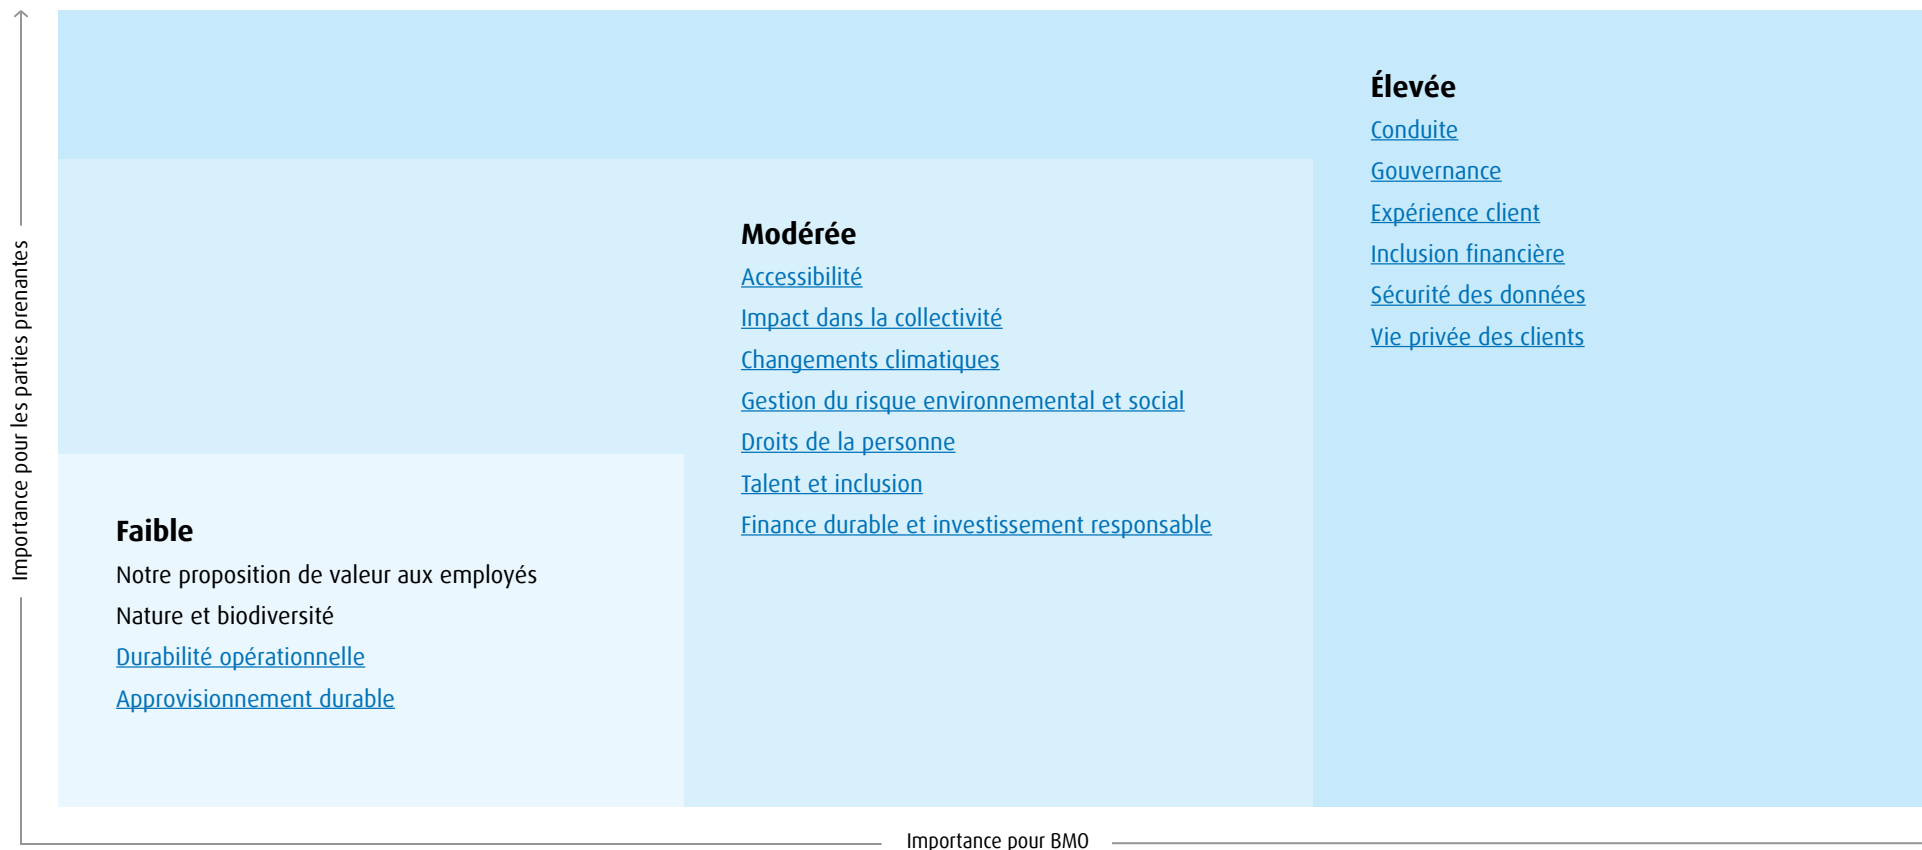 Importance pour les parties prenantes
Élevée
Conduite
Gouvernance
Expérience client
Inclusion financière
Sécurité des données
Vie privée des clients
Modérée
Accessibilité
Impact dans la collectivité
Changements climatiques
Gestion du risque environnemental et social
Droits de la personne
Talent et inclusion
Finance durable et investissement responsable
Faible
Notre proposition de valeur aux employés
Nature et biodiversité
Durabilité opérationnelle
Approvisionnement durable
Importance pour BMO